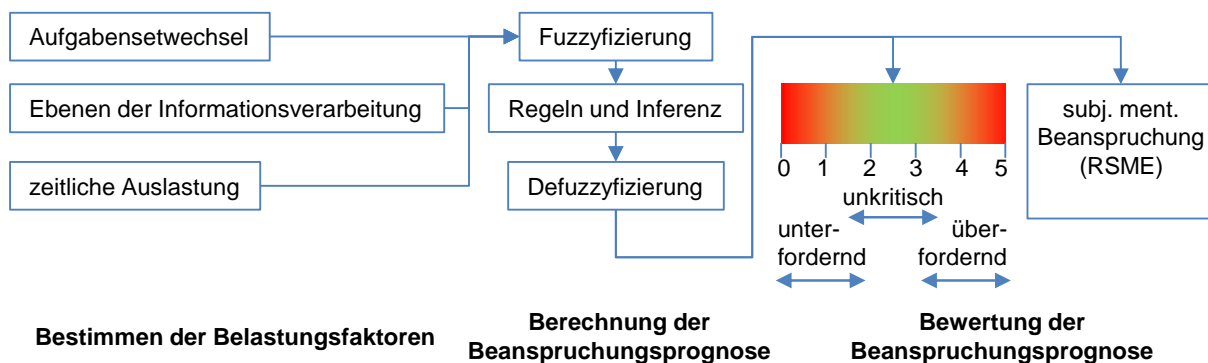 Aufgabensetwechsel
Ebenen der Informationsverarbeitung
zeitliche Auslastung
Bestimmen der Belastungsfaktoren
Fuzzyfizierung
Regeln und Inferenz
Defuzzyfizierung
Berechnung der
Beanspruchungsprognose
0 1 2 3 4 5
unkritisch
unter-
fordernd
über-
fordernd
subj. ment.
Beanspruchung
(RSME)
Bewertung der
Beanspruchungsprognose